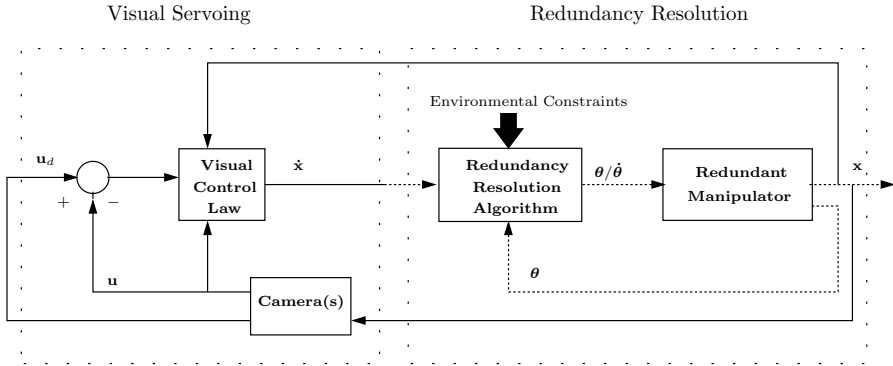 Visual Servoing
Redundancy Resolution
Environmental Constraints
u_d
+
−
Visual
Control
Law
ẋ
Redundancy
Resolution
Algorithm
θ/θ̇
Redundant
Manipulator
x
u
θ
Camera(s)